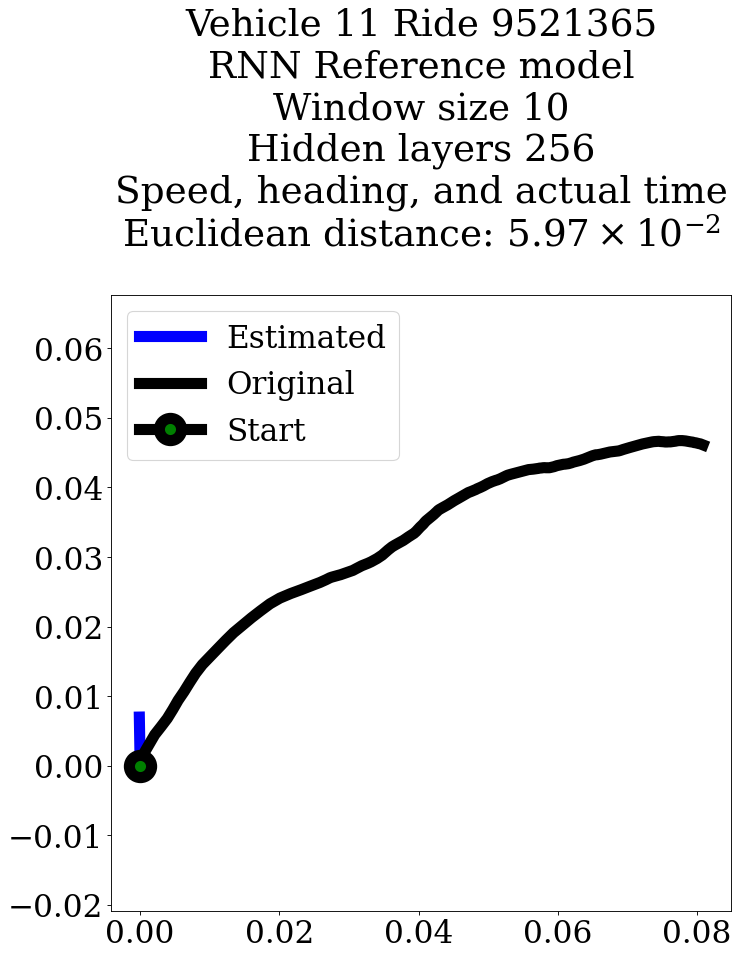 Vehicle 11 Ride 9521365
RNN Reference model
Window size 10
Hidden layers 256
Speed, heading, and actual time
Euclidean distance: 5.97 × 10⁻²
Estimated
Original
Start
0.06
0.05
0.04
0.03
0.02
0.01
0.00
−0.01
−0.02
0.00 0.02 0.04 0.06 0.08